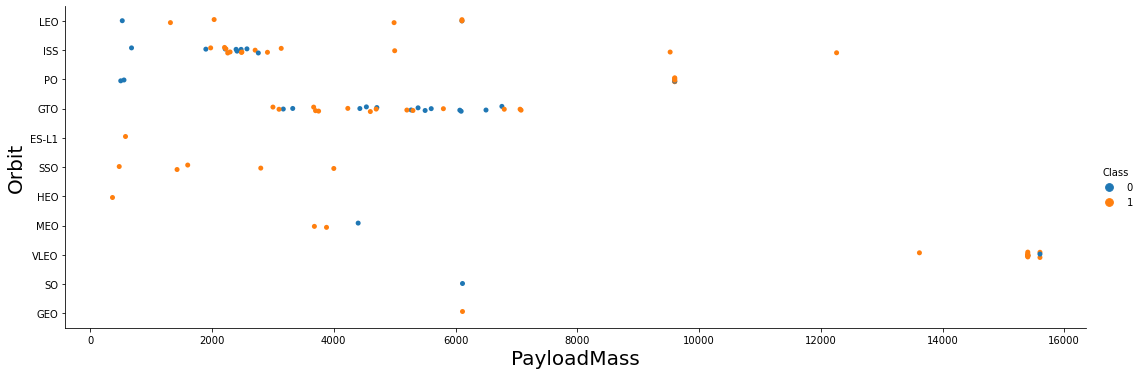 LEO
ISS
PO
GTO
ES-L1
SSO
HEO
MEO
VLEO
SO
GEO
Orbit
0 2000 4000 6000 8000 10000 12000 14000 16000
PayloadMass
Class
0
1